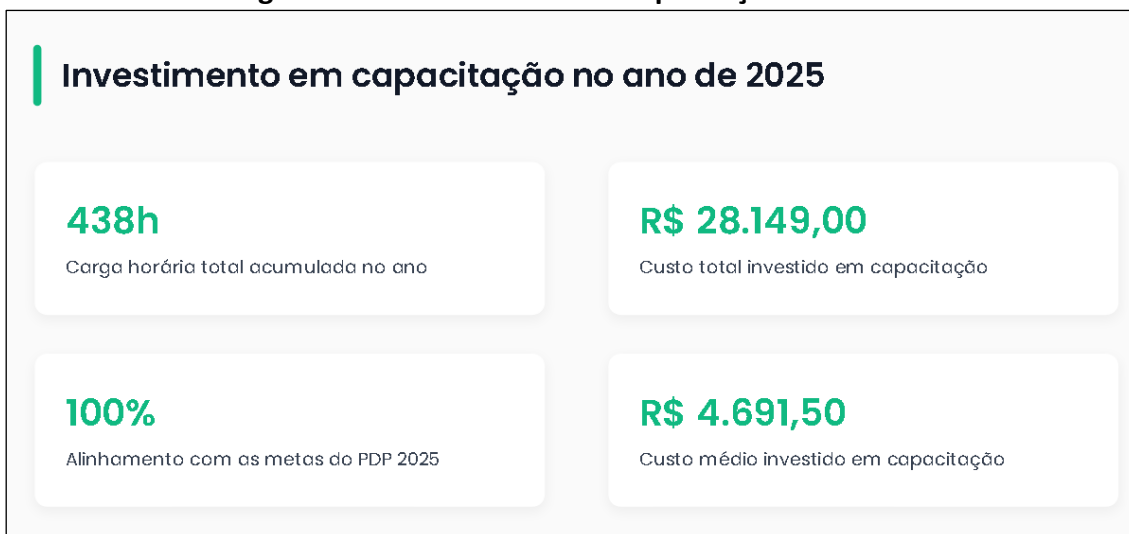 Investimento em capacitação no ano de 2025
438h
Carga horária total acumulada no ano
R$ 28.149,00
Custo total investido em capacitação
100%
Alinhamento com as metas do PDP 2025
R$ 4.691,50
Custo médio investido em capacitação